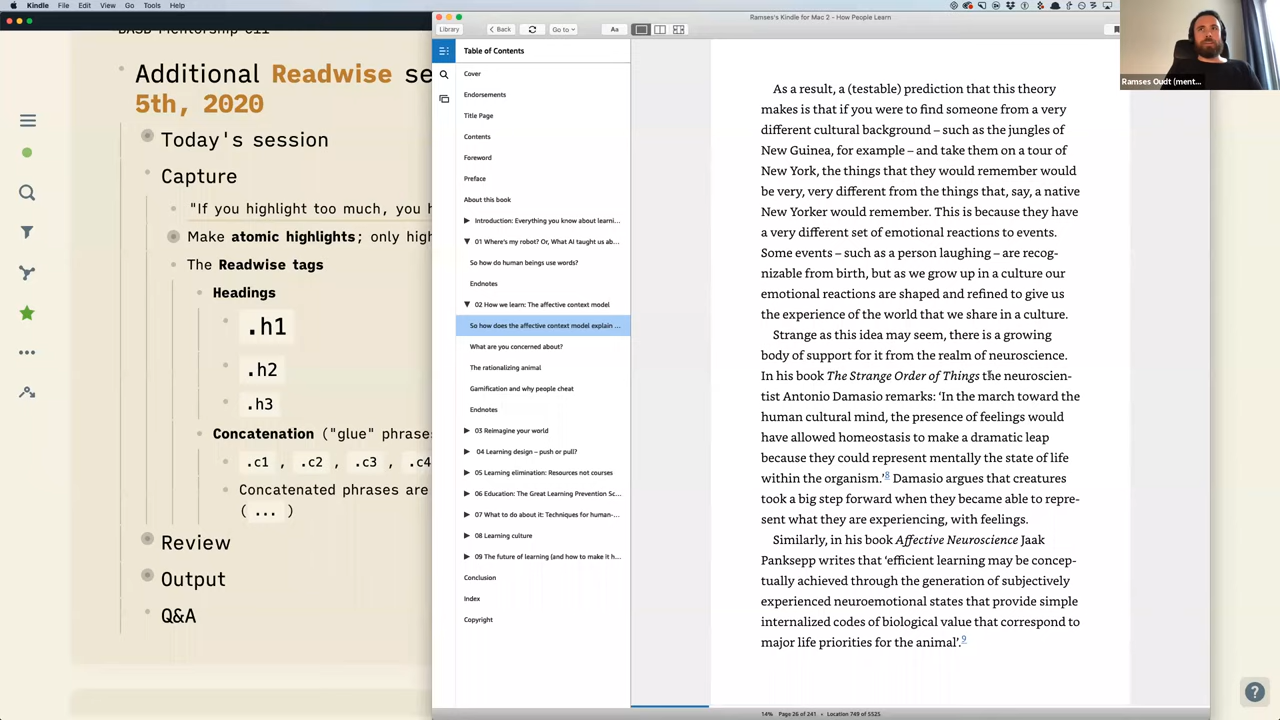 Kindle File Edit View Go Tools Help
BASB Mentorship C11
Additional Readwise se
5th, 2020
Today's session
Capture
"If you highlight too much, you h
Make atomic highlights; only high
The Readwise tags
Headings
.h1
.h2
.h3
Concatenation ("glue" phrases
.c1 , .c2 , .c3 , .c4
Concatenated phrases are
( ... )
Review
Output
Q&A
Ramses's Kindle for Mac 2 - How People Learn
Library
Back
Go to
Aa
Table of Contents
Cover
Endorsements
Title Page
Contents
Foreword
Preface
About this book
Introduction: Everything you know about learni...
01 Where's my robot? Or, What AI taught us ab...
So how do human beings use words?
Endnotes
02 How we learn: The affective context model
So how does the affective context model explain ...
What are you concerned about?
The rationalizing animal
Gamification and why people cheat
Endnotes
03 Reimagine your world
04 Learning design – push or pull?
05 Learning elimination: Resources not courses
06 Education: The Great Learning Prevention Sc...
07 What to do about it: Techniques for human-...
08 Learning culture
09 The future of learning (and how to make it h...
Conclusion
Index
Copyright
As a result, a (testable) prediction that this theory
makes is that if you were to find someone from a very
different cultural background – such as the jungles of
New Guinea, for example – and take them on a tour of
New York, the things that they would remember would
be very, very different from the things that, say, a native
New Yorker would remember. This is because they have
a very different set of emotional reactions to events.
Some events – such as a person laughing – are recog-
nizable from birth, but as we grow up in a culture our
emotional reactions are shaped and refined to give us
the experience of the world that we share in a culture.
Strange as this idea may seem, there is a growing
body of support for it from the realm of neuroscience.
In his book The Strange Order of Things the neuroscien-
tist Antonio Damasio remarks: ‘In the march toward the
human cultural mind, the presence of feelings would
have allowed homeostasis to make a dramatic leap
because they could represent mentally the state of life
within the organism.’8 Damasio argues that creatures
took a big step forward when they became able to repre-
sent what they are experiencing, with feelings.
Similarly, in his book Affective Neuroscience Jaak
Panksepp writes that ‘efficient learning may be concep-
tually achieved through the generation of subjectively
experienced neuroemotional states that provide simple
internalized codes of biological value that correspond to
major life priorities for the animal’.9
14% Page 26 of 241 • Location 749 of 5525
Ramses Oudt (ment...
?